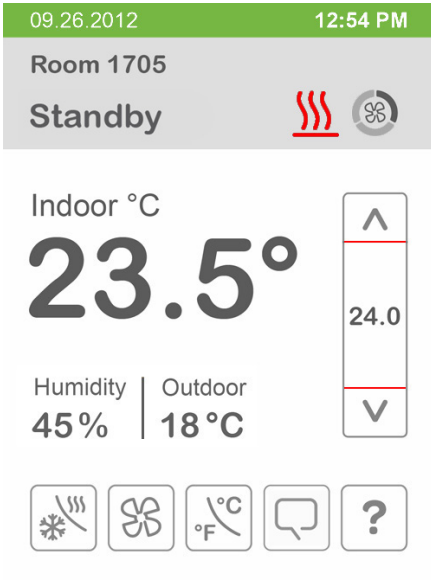 09.26.2012 12:54 PM
Room 1705
Standby
Indoor °C
23.5°
24.0
Humidity Outdoor
45% 18°C
°C
°F
?